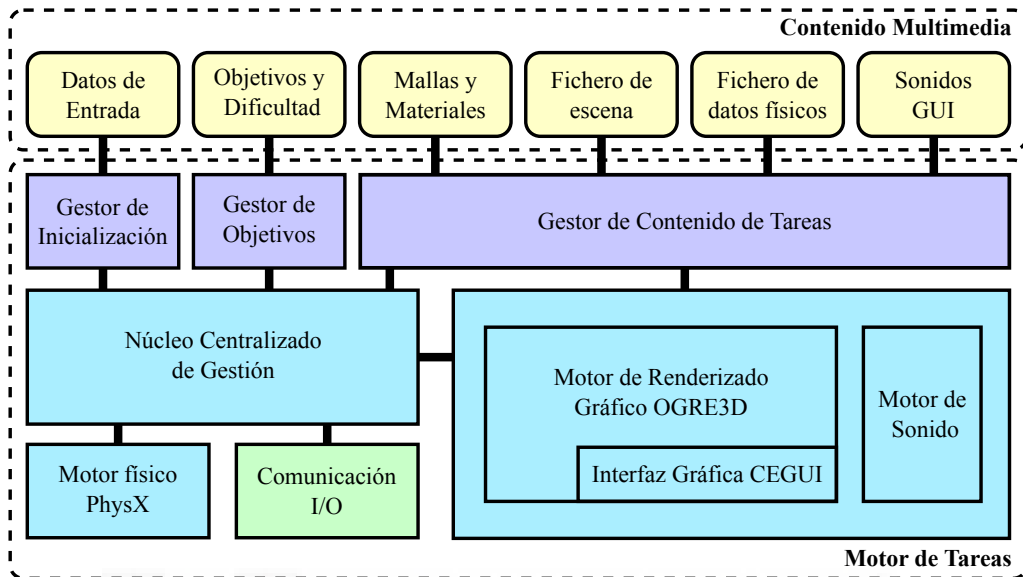 Contenido Multimedia
Datos de
Entrada
Objetivos y
Dificultad
Mallas y
Materiales
Fichero de
escena
Fichero de
datos físicos
Sonidos
GUI
Gestor de
Inicialización
Gestor de
Objetivos
Gestor de Contenido de Tareas
Núcleo Centralizado
de Gestión
Motor de Renderizado
Gráfico OGRE3D
Interfaz Gráfica CEGUI
Motor de
Sonido
Motor físico
PhysX
Comunicación
I/O
Motor de Tareas